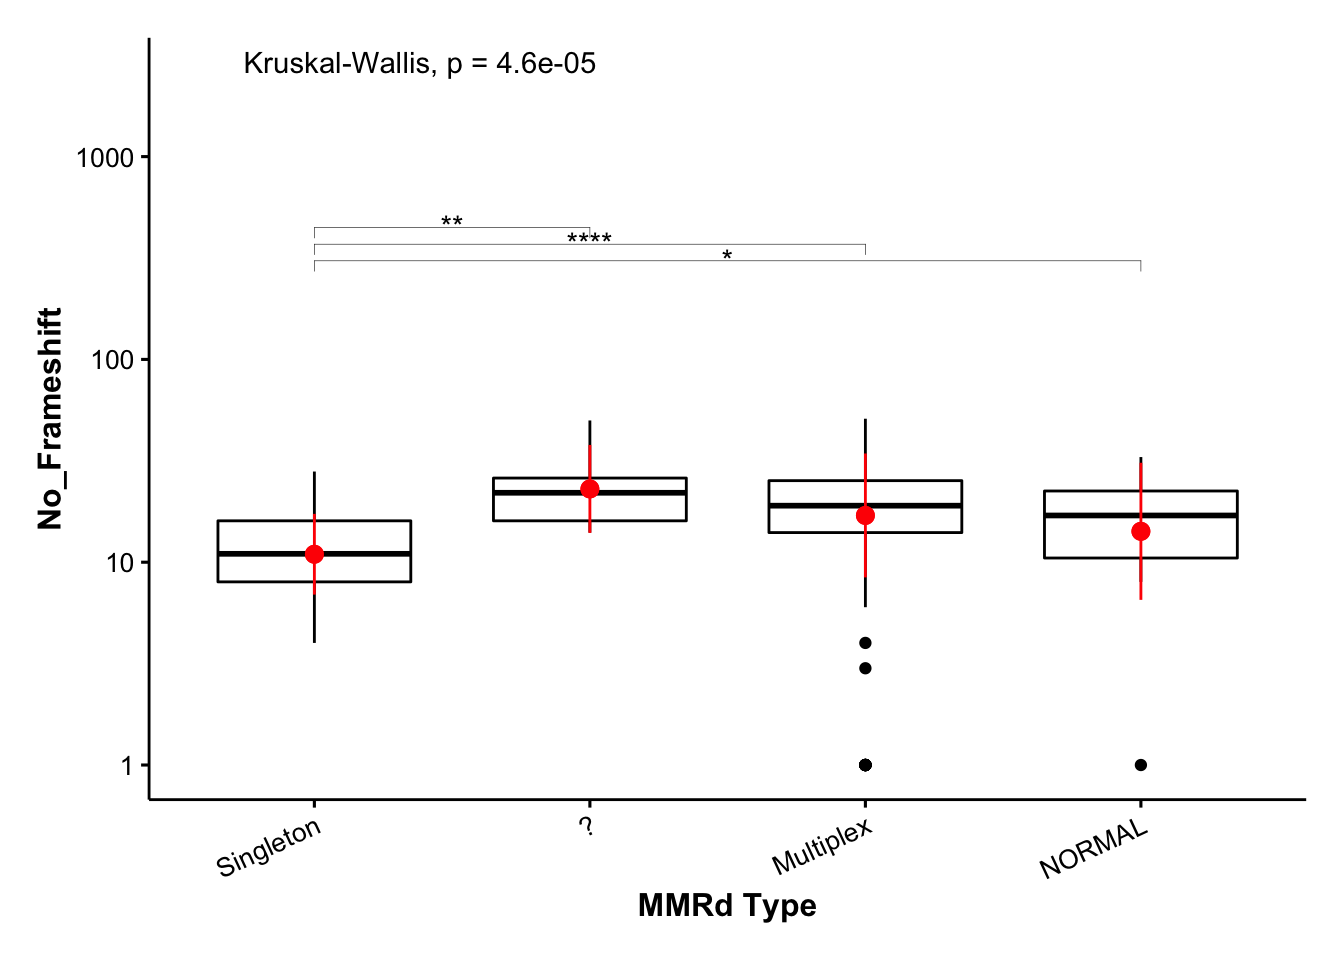 Kruskal-Wallis, p = 4.6e-05
1000
100
10
1
**
****
*
No_Frameshift
Singleton
?
Multiplex
NORMAL
MMRd Type